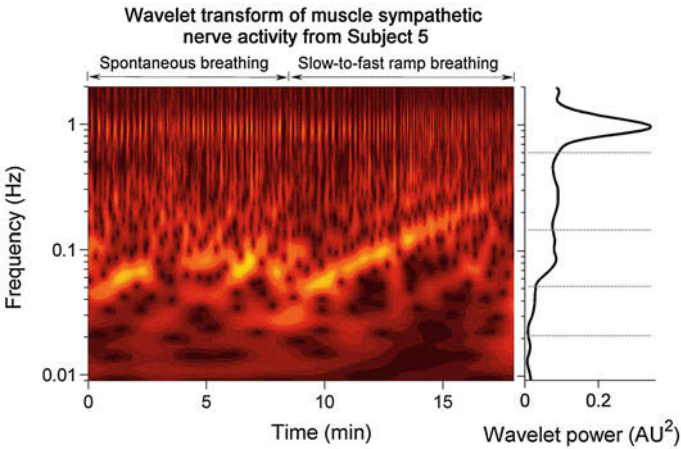 Wavelet transform of muscle sympathetic
nerve activity from Subject 5
Spontaneous breathing
Slow-to-fast ramp breathing
Frequency (Hz)
1
0.1
0.01
0
5
10
15
Time (min)
0
0.2
Wavelet power (AU²)